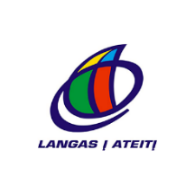 LANGAS Į ATEITĮ